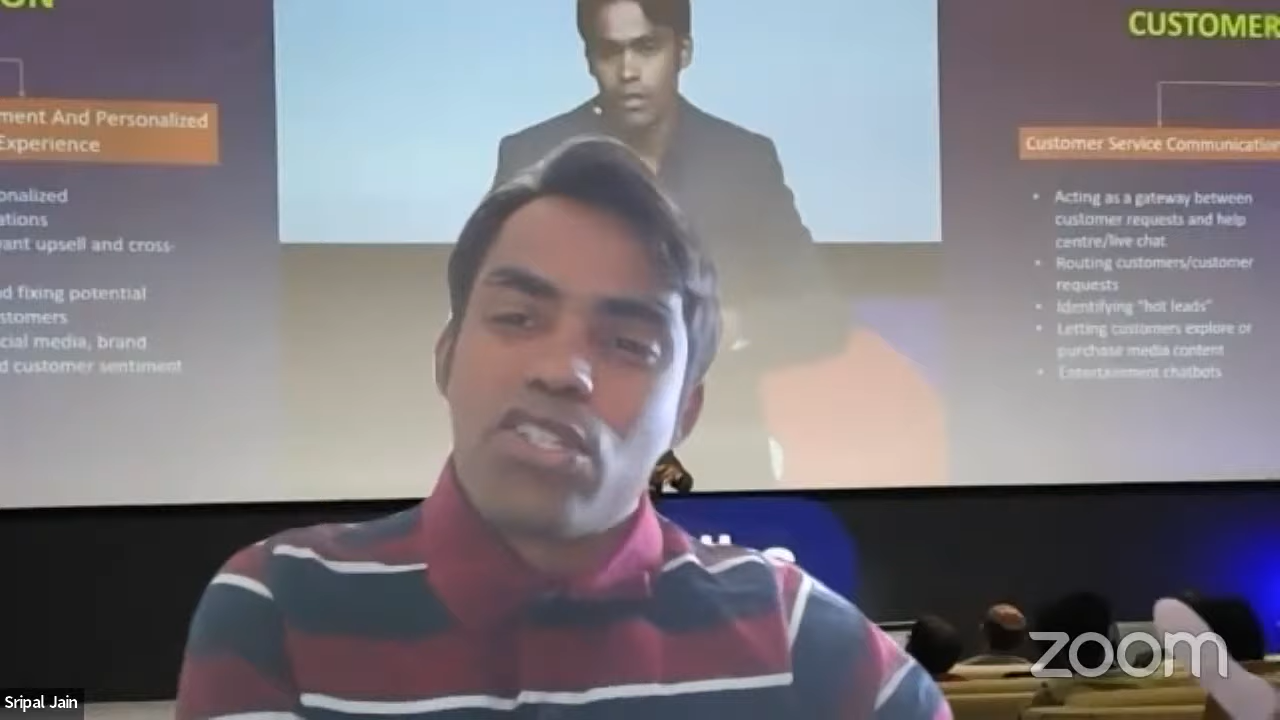 ON
ment And Personalized
Experience
onalized
ations
vant upsell and cross-
d fixing potential
stomers
cial media, brand
d customer sentiment
CUSTOMER
Customer Service Communication
• Acting as a gateway between
customer requests and help
centre/live chat
• Routing customers/customer
requests
• Identifying "hot leads"
• Letting customers explore or
purchase media content
• Entertainment chatbots
zoom
Sripal Jain